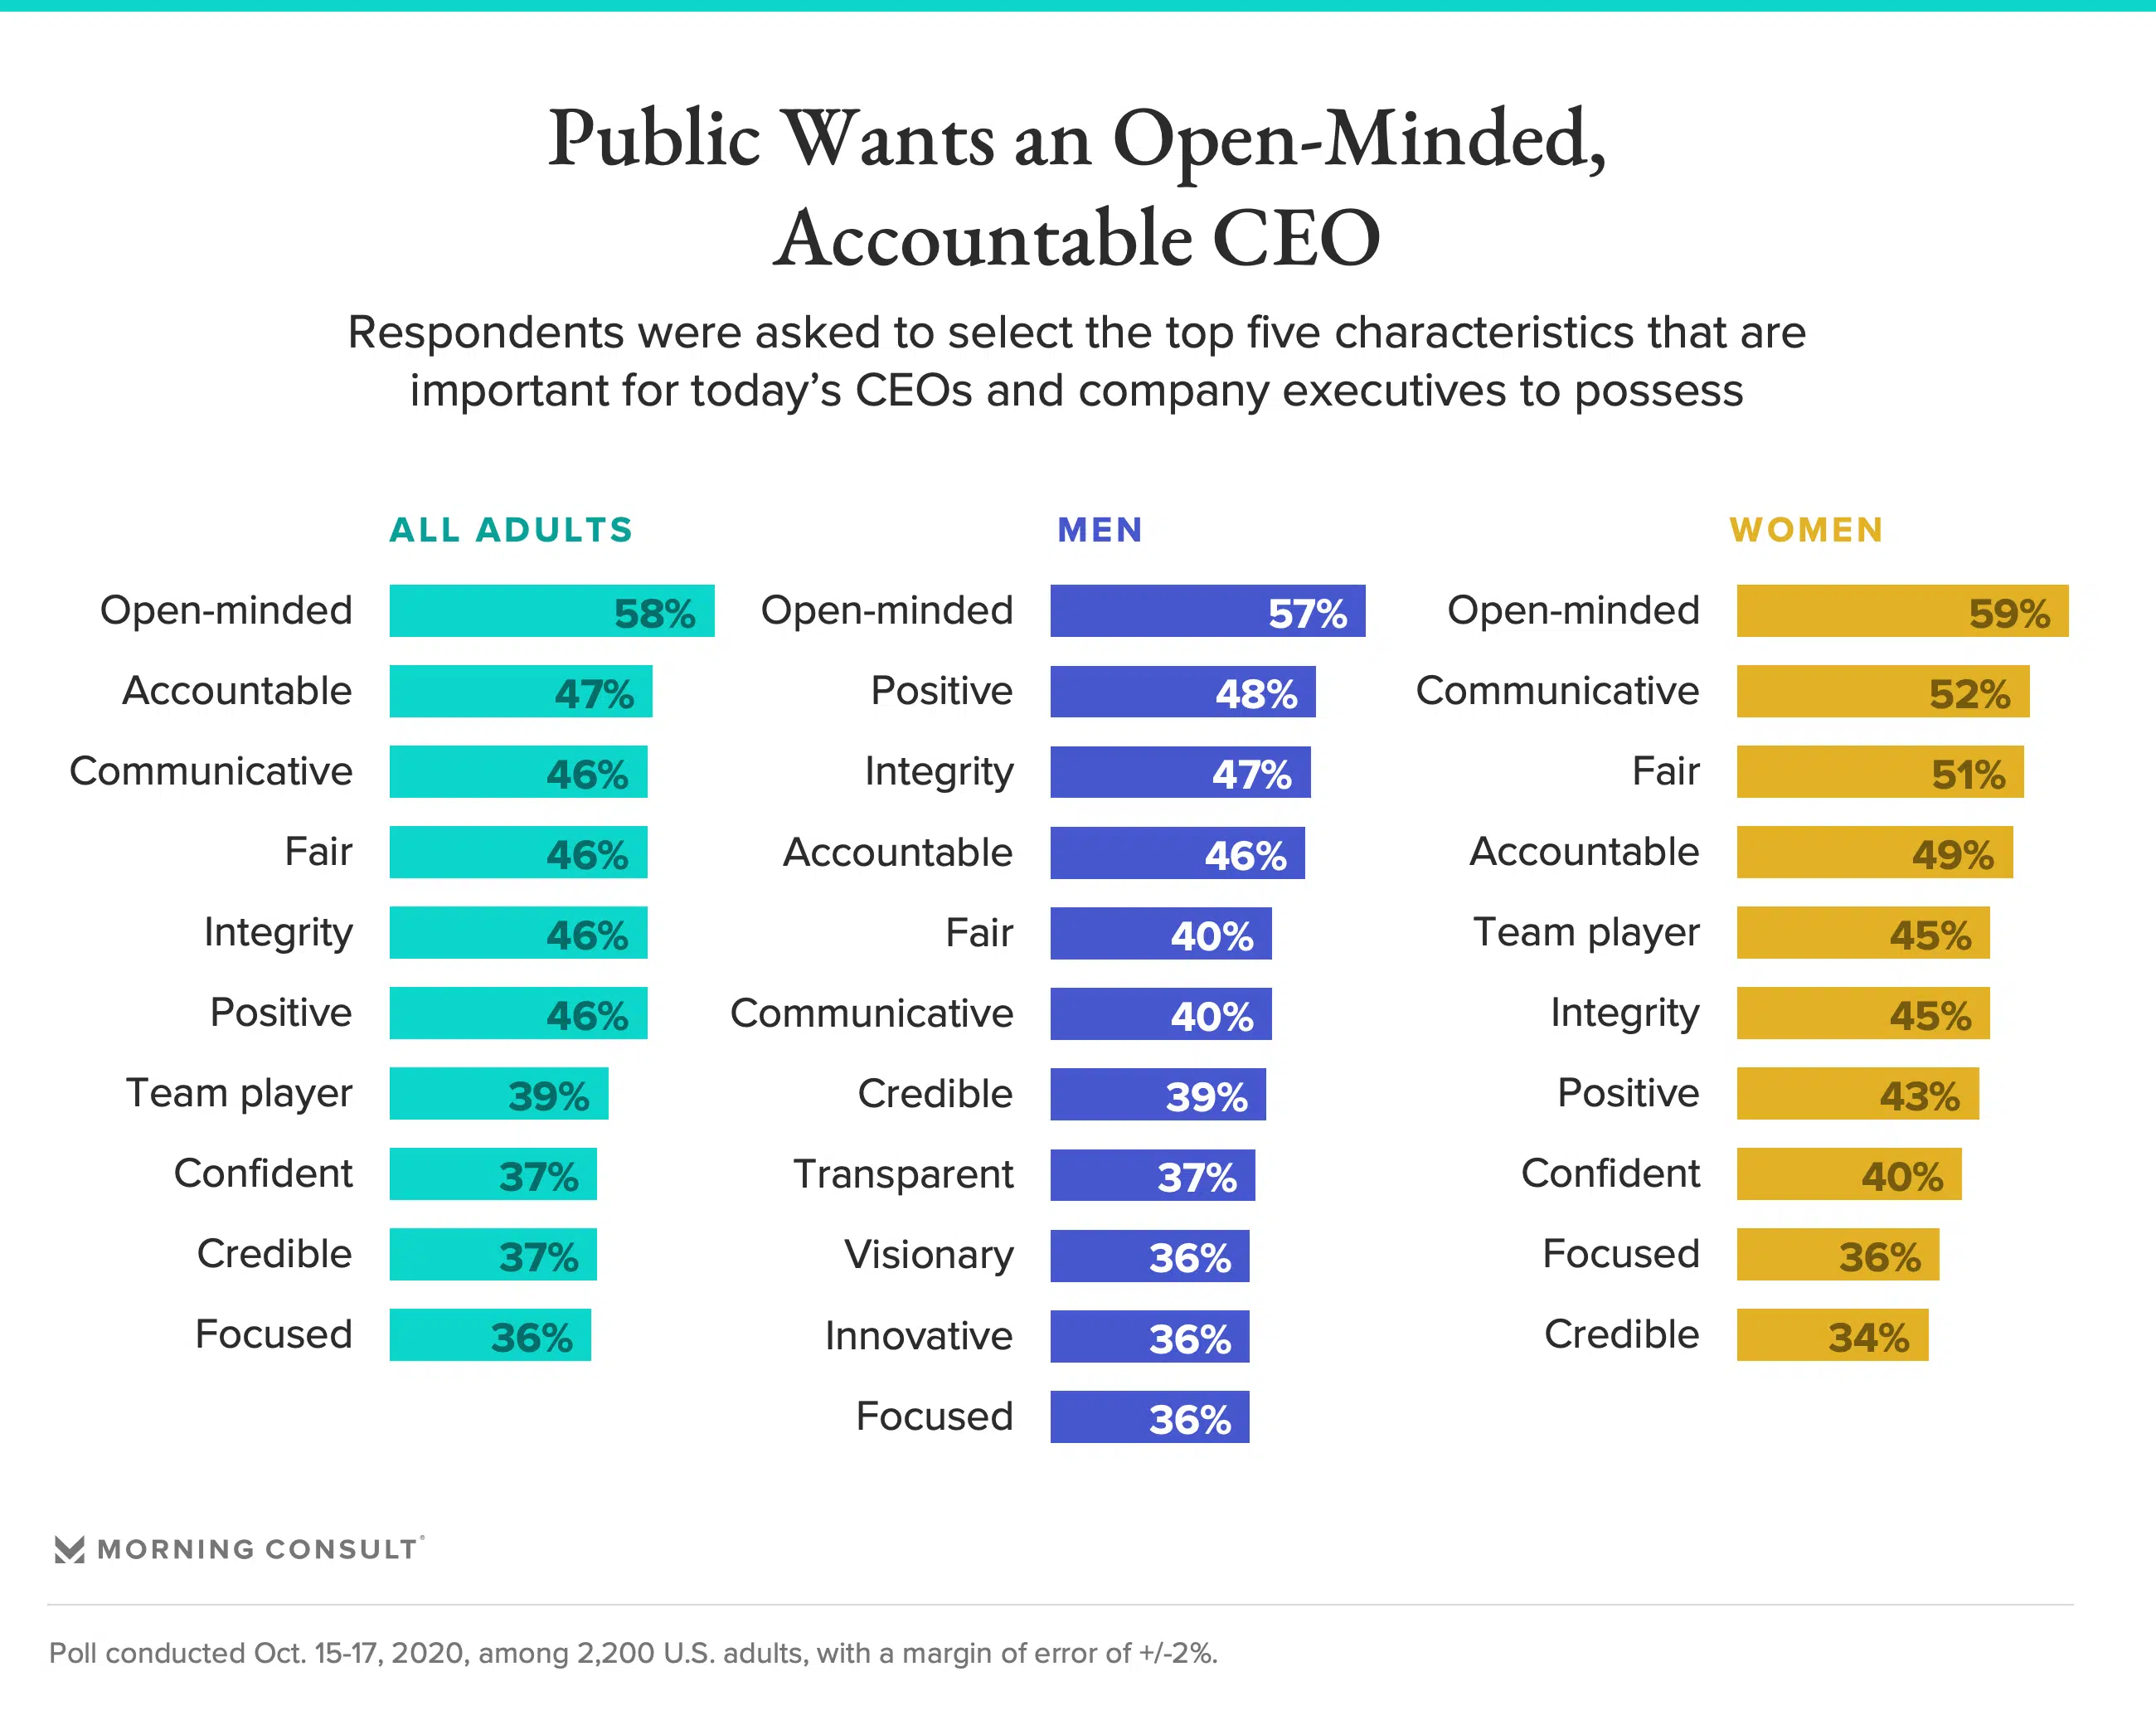 Public Wants an Open-Minded,
Accountable CEO
Respondents were asked to select the top five characteristics that are
important for today’s CEOs and company executives to possess
ALL ADULTS
Open-minded 58%
Accountable 47%
Communicative 46%
Fair 46%
Integrity 46%
Positive 46%
Team player 39%
Confident 37%
Credible 37%
Focused 36%
MEN
Open-minded 57%
Positive 48%
Integrity 47%
Accountable 46%
Fair 40%
Communicative 40%
Credible 39%
Transparent 37%
Visionary 36%
Innovative 36%
Focused 36%
WOMEN
Open-minded 59%
Communicative 52%
Fair 51%
Accountable 49%
Team player 45%
Integrity 45%
Positive 43%
Confident 40%
Focused 36%
Credible 34%
MORNING CONSULT®
Poll conducted Oct. 15-17, 2020, among 2,200 U.S. adults, with a margin of error of +/-2%.